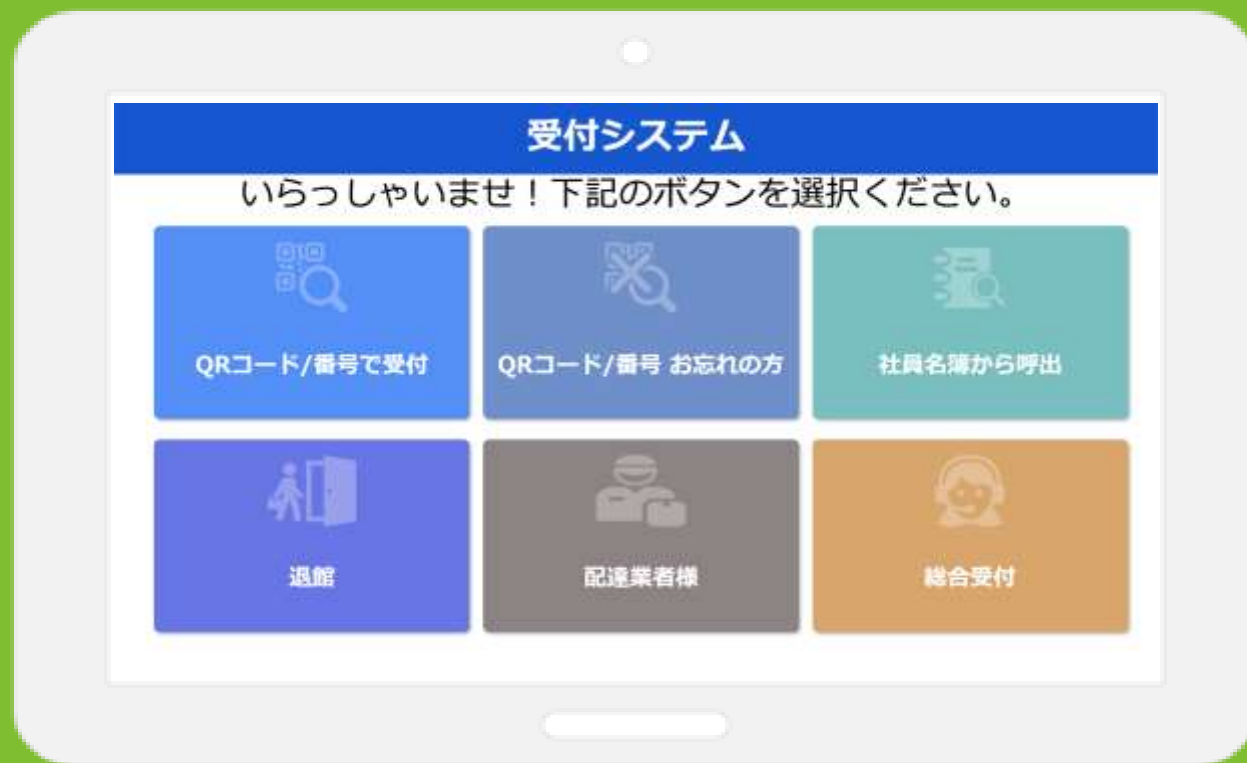 受付システム
いらっしゃいませ！下記のボタンを選択ください。
QRコード/番号で受付
QRコード/番号 お忘れの方
社員名簿から呼出
退館
配達業者様
総合受付